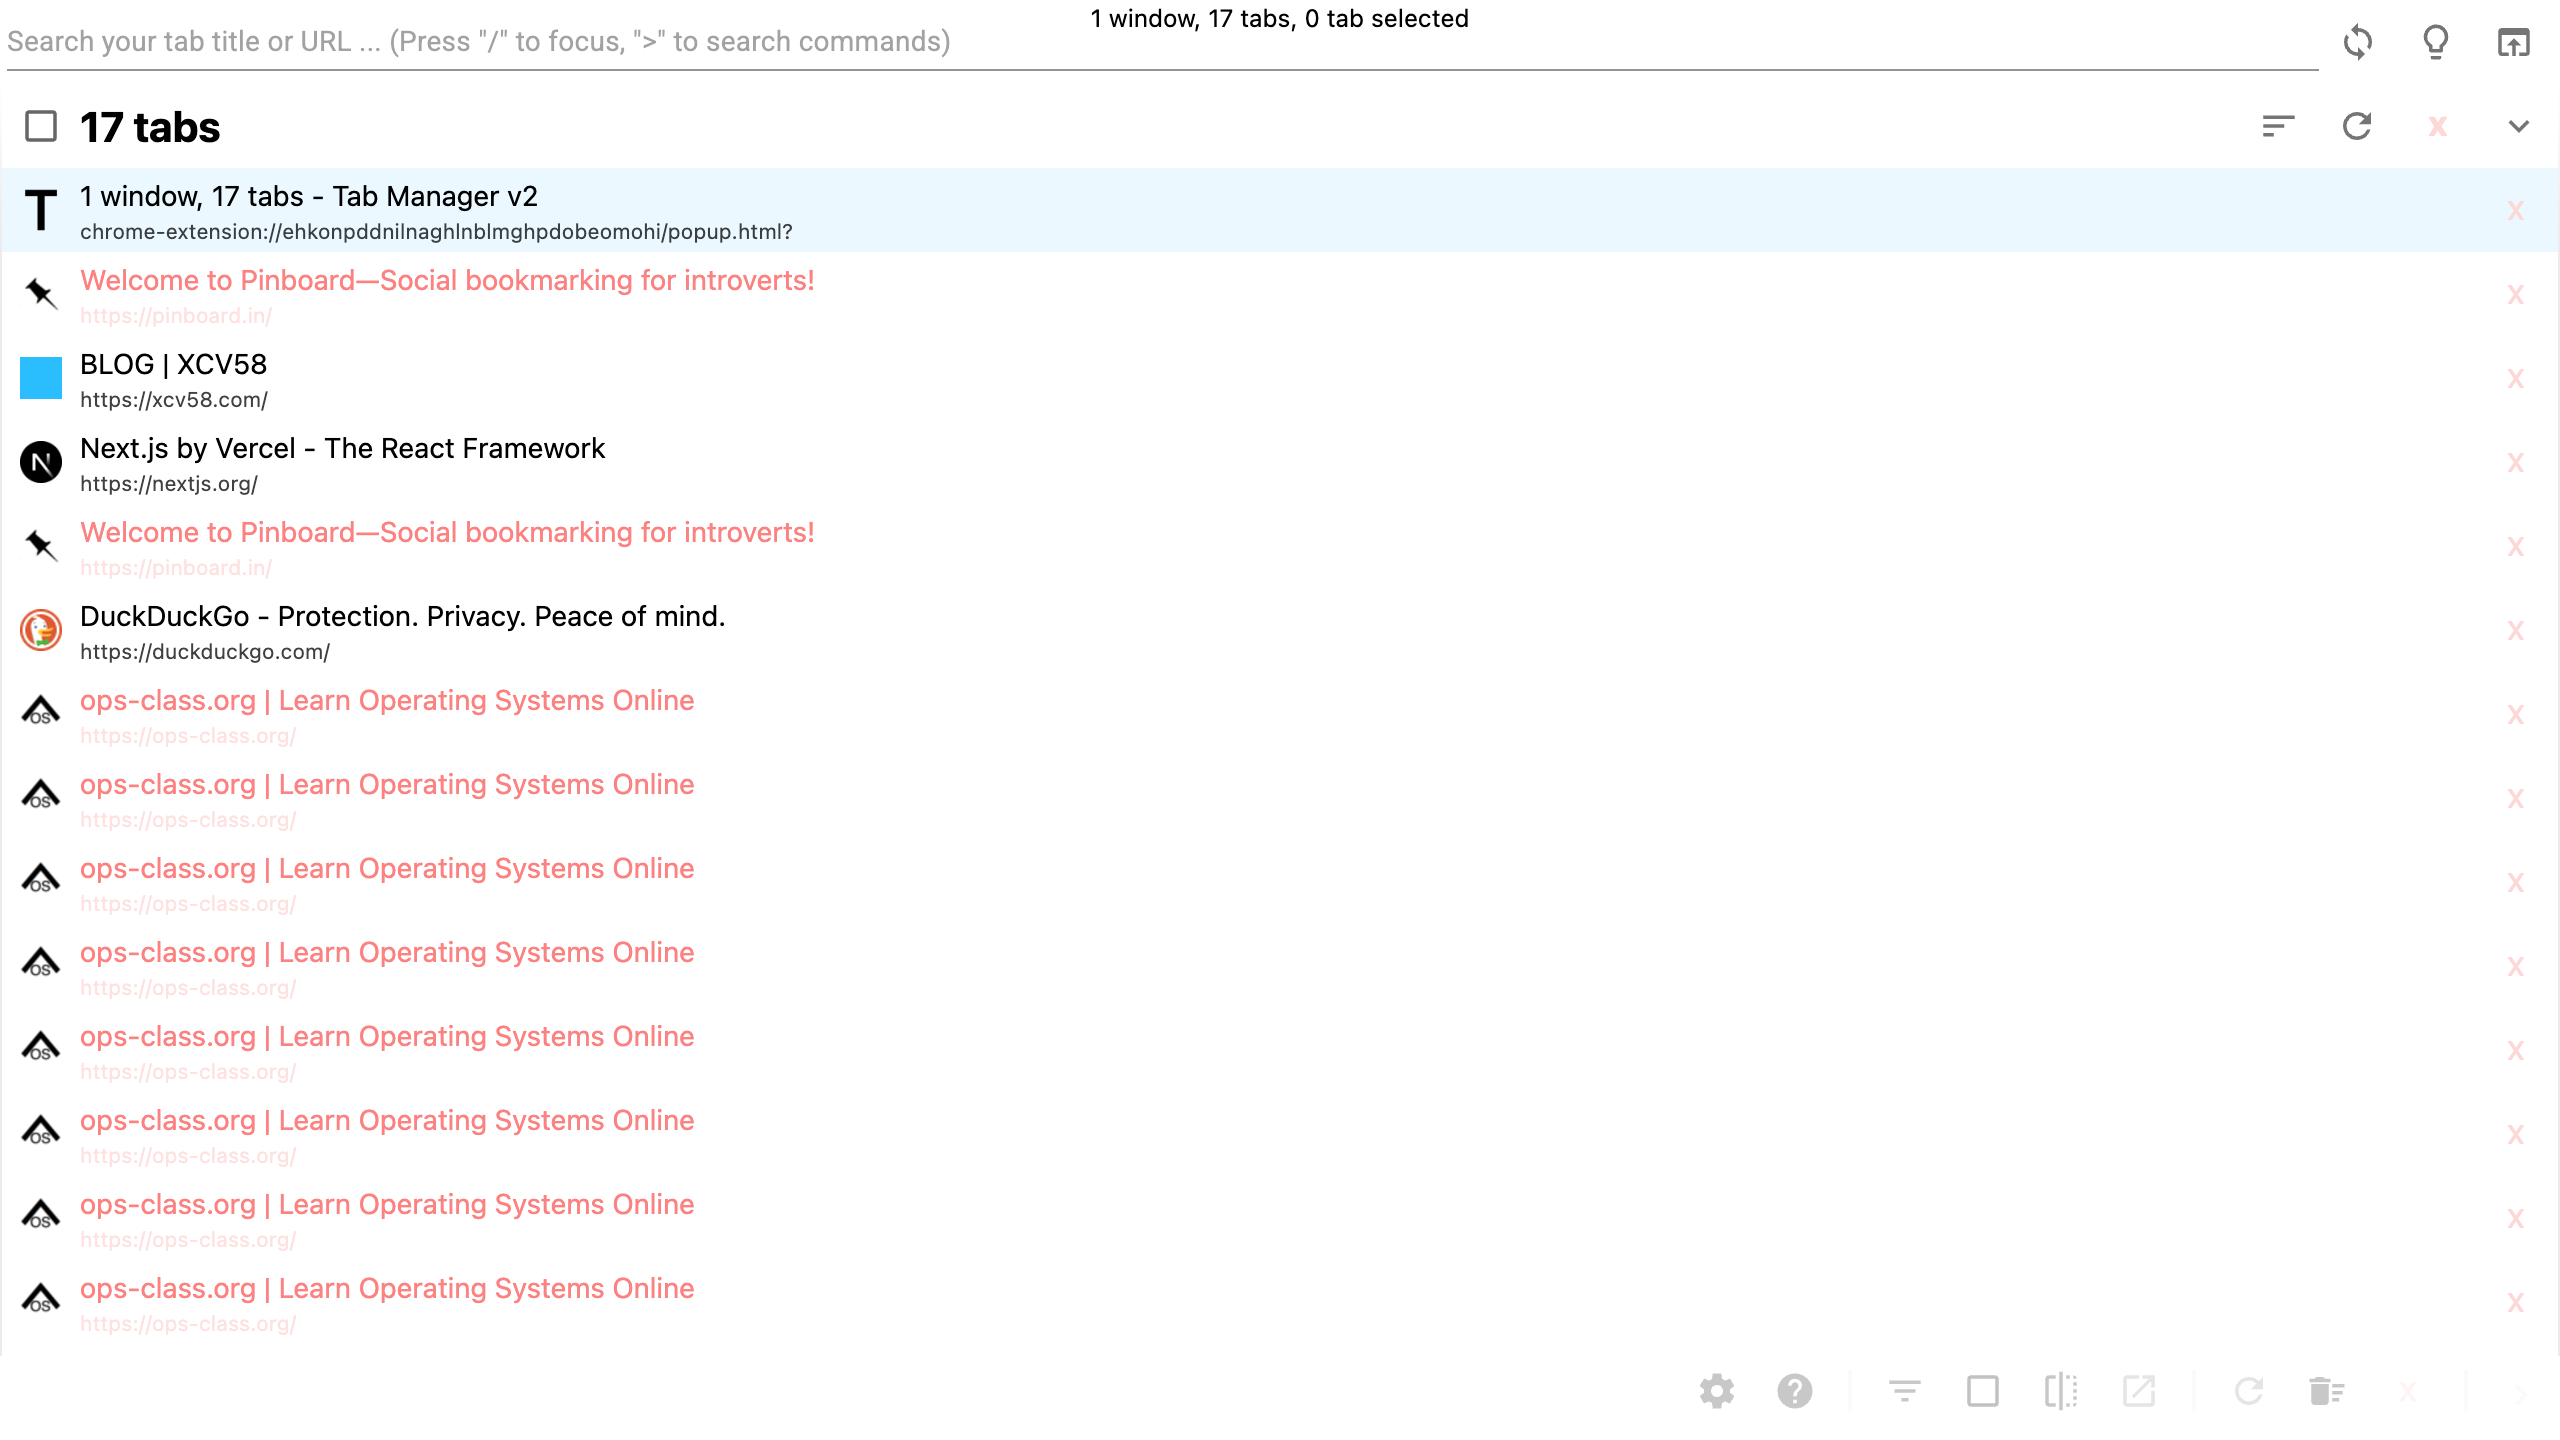 1 window, 17 tabs, 0 tab selected
Search your tab title or URL ... (Press "/" to focus, ">" to search commands)
17 tabs
x
T
1 window, 17 tabs - Tab Manager v2
chrome-extension://ehkonpddnilnaghlnblmghpdobeomohi/popup.html?
x
Welcome to Pinboard—Social bookmarking for introverts!
https://pinboard.in/
x
BLOG | XCV58
https://xcv58.com/
x
N
Next.js by Vercel - The React Framework
https://nextjs.org/
x
Welcome to Pinboard—Social bookmarking for introverts!
https://pinboard.in/
x
DuckDuckGo - Protection. Privacy. Peace of mind.
https://duckduckgo.com/
x
OS
ops-class.org | Learn Operating Systems Online
https://ops-class.org/
x
OS
ops-class.org | Learn Operating Systems Online
https://ops-class.org/
x
OS
ops-class.org | Learn Operating Systems Online
https://ops-class.org/
x
OS
ops-class.org | Learn Operating Systems Online
https://ops-class.org/
x
OS
ops-class.org | Learn Operating Systems Online
https://ops-class.org/
x
OS
ops-class.org | Learn Operating Systems Online
https://ops-class.org/
x
OS
ops-class.org | Learn Operating Systems Online
https://ops-class.org/
x
OS
ops-class.org | Learn Operating Systems Online
https://ops-class.org/
x
?
x